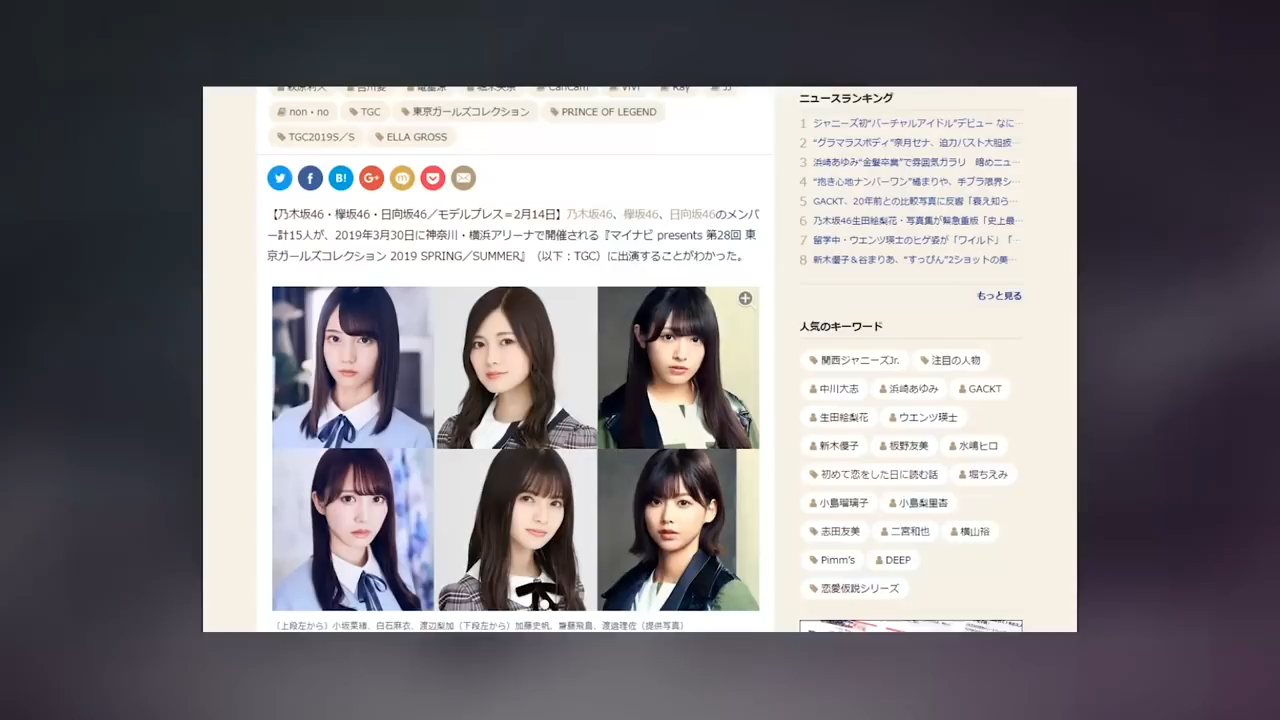 CanCam ViVi Ray JJ
non・no TGC 東京ガールズコレクション PRINCE OF LEGEND
TGC2019S／S ELLA GROSS
B! G+ m
【乃木坂46・欅坂46・日向坂46／モデルプレス＝2月14日】乃木坂46、欅坂46、日向坂46のメンバ
ー計15人が、2019年3月30日に神奈川・横浜アリーナで開催される『マイナビ presents 第28回 東
京ガールズコレクション 2019 SPRING／SUMMER』（以下：TGC）に出演することがわかった。
（上段左から）小坂菜緒、白石麻衣、渡辺梨加（下段左から）加藤史帆、齋藤飛鳥、渡邉理佐（提供写真）
ニュースランキング
1 ジャニーズ初“バーチャルアイドル”デビュー なに…
2 “グラマラスボディ”奈月セナ、迫力バスト大胆披…
3 浜崎あゆみ“金髪卒業”で雰囲気ガラリ 暗めニュ…
4 “抱き心地ナンバーワン”橘まりや、手ブラ限界シ…
5 GACKT、20年前との比較写真に反響「衰え知ら…
6 乃木坂46生田絵梨花・写真集が緊急重版「史上最…
7 留学中・ウエンツ瑛士のヒゲ姿が「ワイルド」「…
8 新木優子＆谷まりあ、“すっぴん”2ショットの美…
もっと見る
人気のキーワード
関西ジャニーズJr. 注目の人物
中川大志 浜崎あゆみ GACKT
生田絵梨花 ウエンツ瑛士
新木優子 板野友美 水嶋ヒロ
初めて恋をした日に読む話 堀ちえみ
小島瑠璃子 小島梨里杏
志田友美 二宮和也 横山裕
Pimm's DEEP
恋愛仮説シリーズ